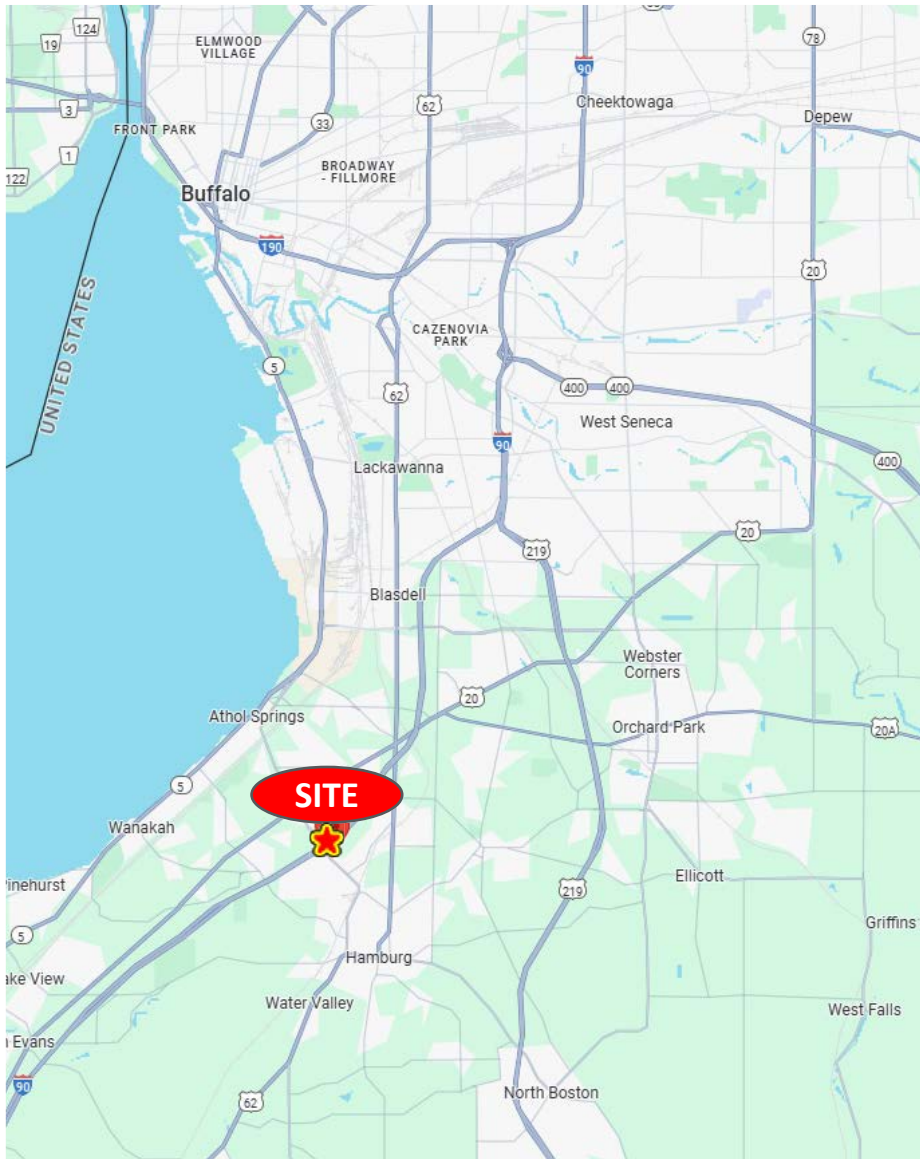 124
19
ELMWOOD
VILLAGE
78
90
3
62
Cheektowaga
33
Depew
FRONT PARK
1
122
BROADWAY
- FILLMORE
Buffalo
190
20
UNITED STATES
CAZENOVIA
PARK
5
400
400
62
West Seneca
90
400
Lackawanna
20
219
Blasdell
Webster
Corners
20
Athol Springs
Orchard Park
20A
5
SITE
Wanakah
Ellicott
inehurst
219
Griffins
5
Hamburg
ake View
Water Valley
West Falls
Evans
90
62
North Boston